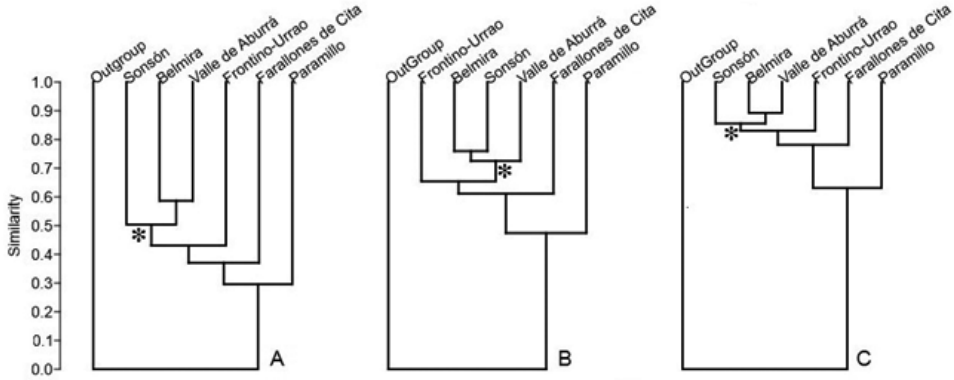 Outgroup
Sonsón
Belmira
Valle de Aburrá
Frontino-Urrao
Farallones de Cita
Paramillo
OutGroup
Frontino-Urrao
Belmira
Sonsón
Valle de Aburrá
Farallones de Cita
Paramillo
OutGroup
Sonsón
Belmira
Valle de Aburrá
Frontino-Urrao
Farallones de Cita
Paramillo
Similarity
1.0
0.9
0.8
0.7
0.6
0.5
0.4
0.3
0.2
0.1
0.0
*
*
*
A
B
C